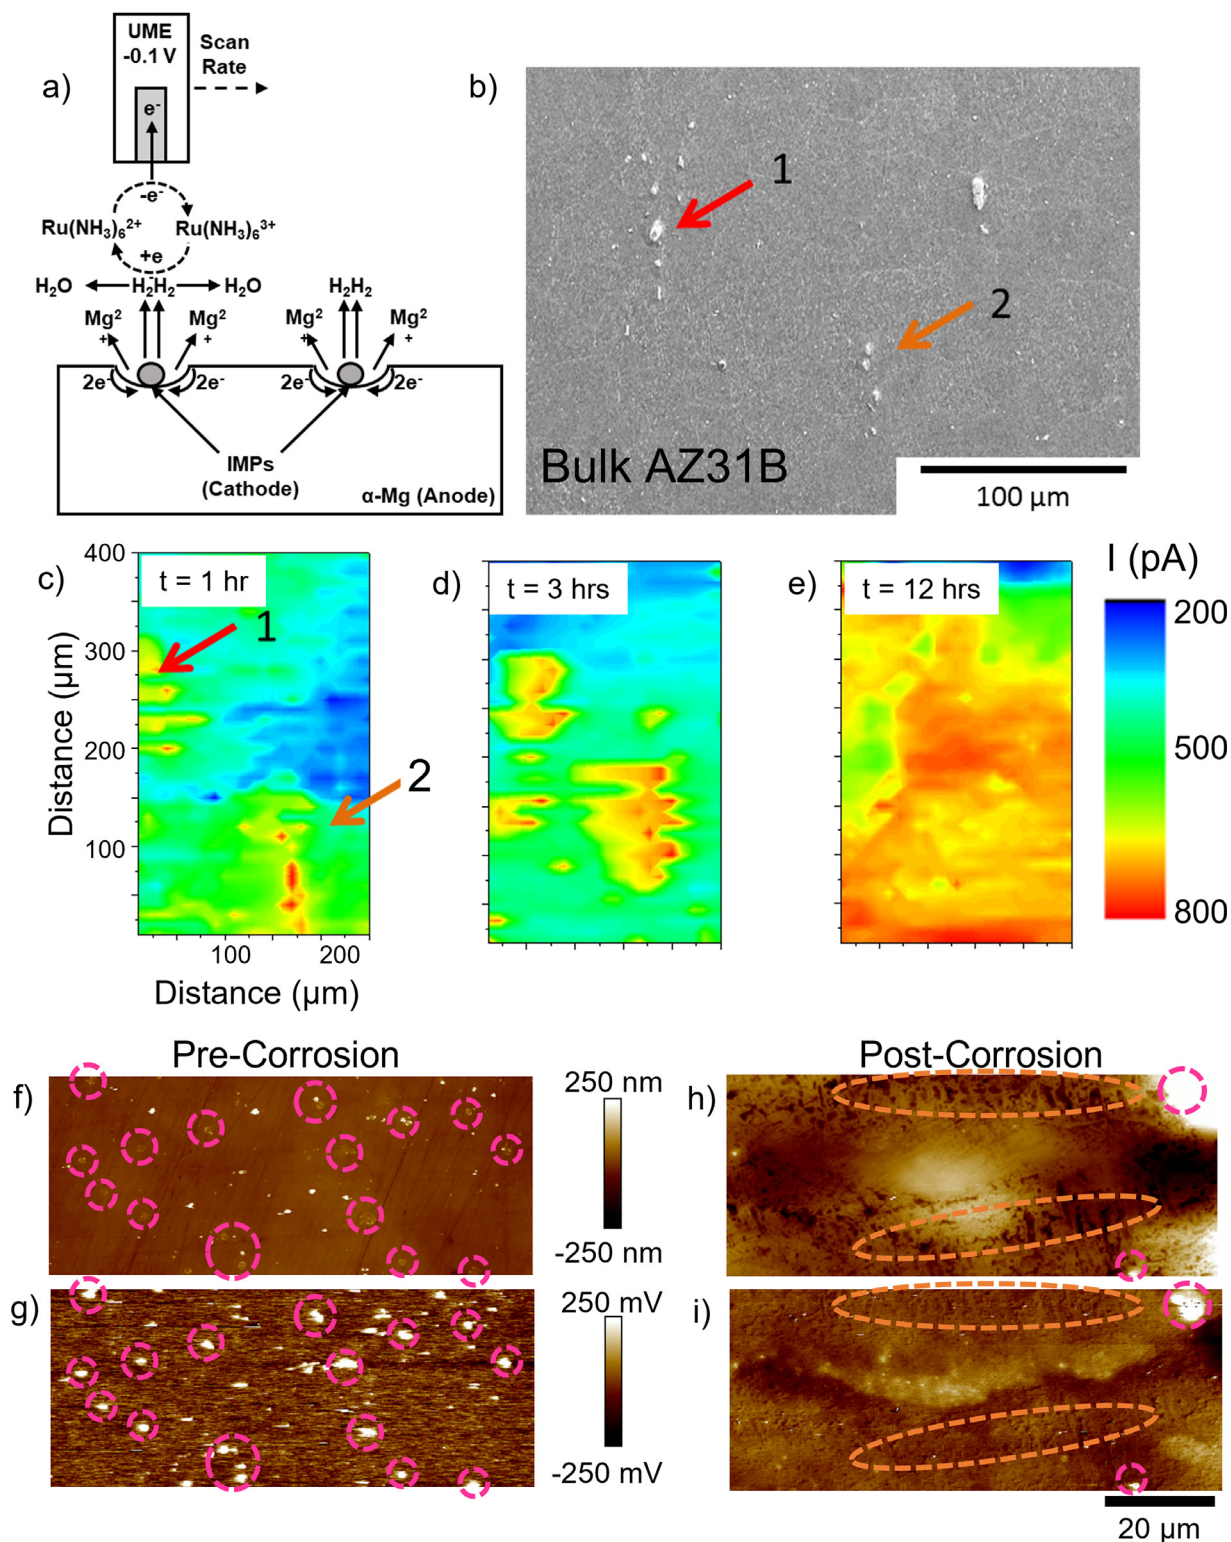 a)
UME
-0.1 V
Scan
Rate
e-
-e-
Ru(NH3)6 2+
Ru(NH3)6 3+
+e
H2O
H2H2
H2O
H2H2
Mg2
+
Mg2
+
Mg2
+
Mg2
+
2e-
2e-
2e-
2e-
IMPs
(Cathode)
α-Mg (Anode)
b)
1
2
Bulk AZ31B
100 µm
c)
t = 1 hr
1
2
400
300
200
100
Distance (µm)
100
200
Distance (µm)
d)
t = 3 hrs
e)
t = 12 hrs
I (pA)
200
500
800
Pre-Corrosion
Post-Corrosion
f)
250 nm
-250 nm
h)
g)
250 mV
-250 mV
i)
20 µm